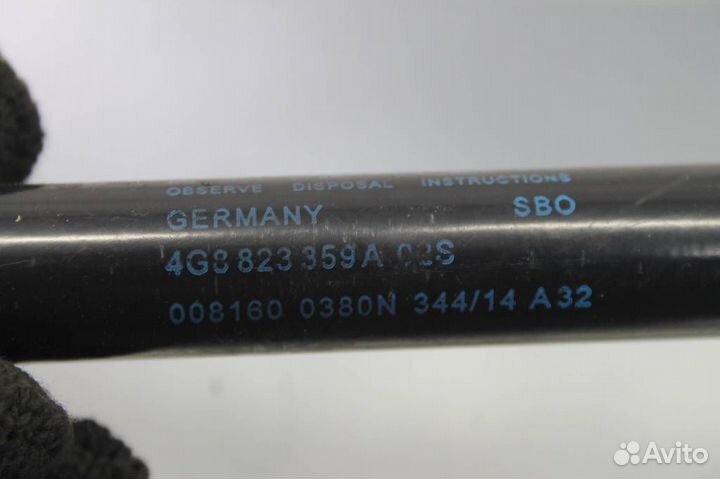 OBSERVE DISPOSAL INSTRUCTIONS
GERMANY SBO
4G8 823 359A
008160 0380N 344/14 A32
Avito